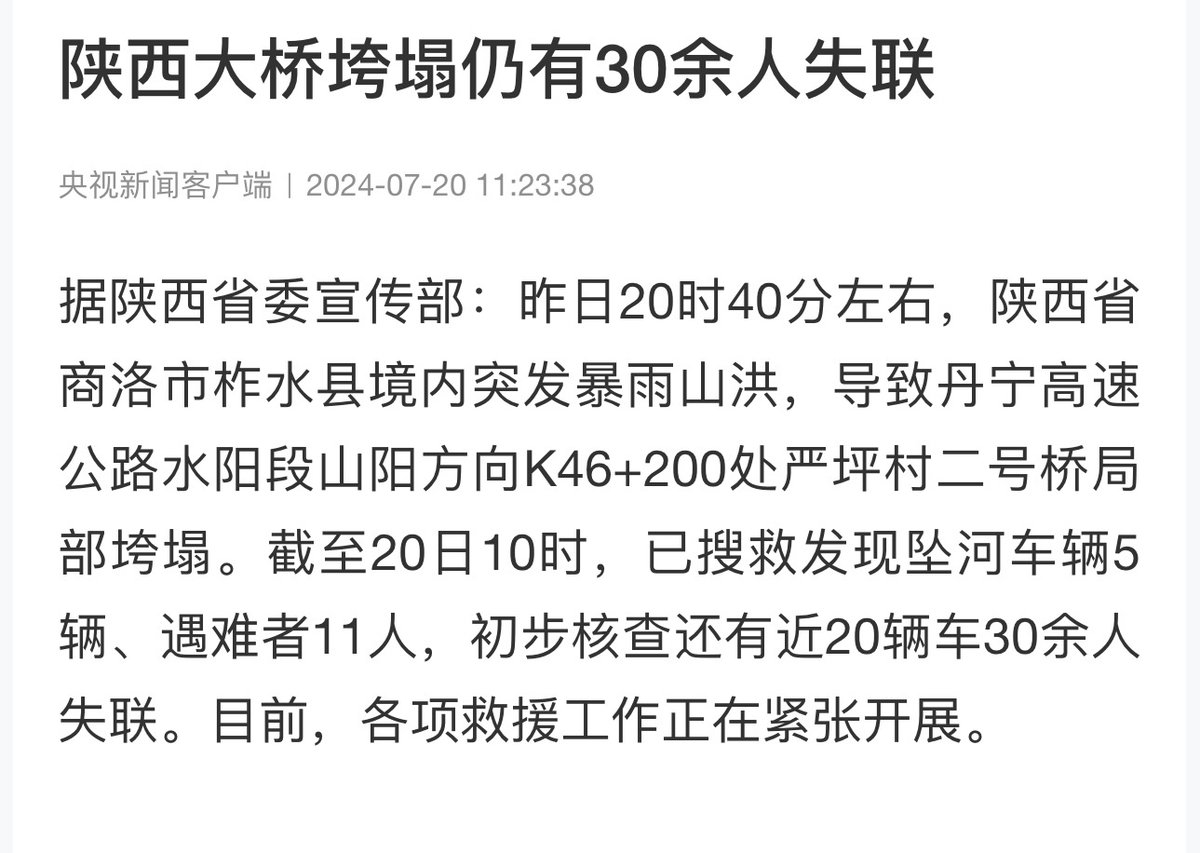 陕西大桥垮塌仍有30余人失联
央视新闻客户端 | 2024-07-20 11:23:38
据陕西省委宣传部：昨日20时40分左右，陕西省
商洛市柞水县境内突发暴雨山洪，导致丹宁高速
公路水阳段山阳方向K46+200处严坪村二号桥局
部垮塌。截至20日10时，已搜救发现坠河车辆5
辆、遇难者11人，初步核查还有近20辆车30余人
失联。目前，各项救援工作正在紧张开展。